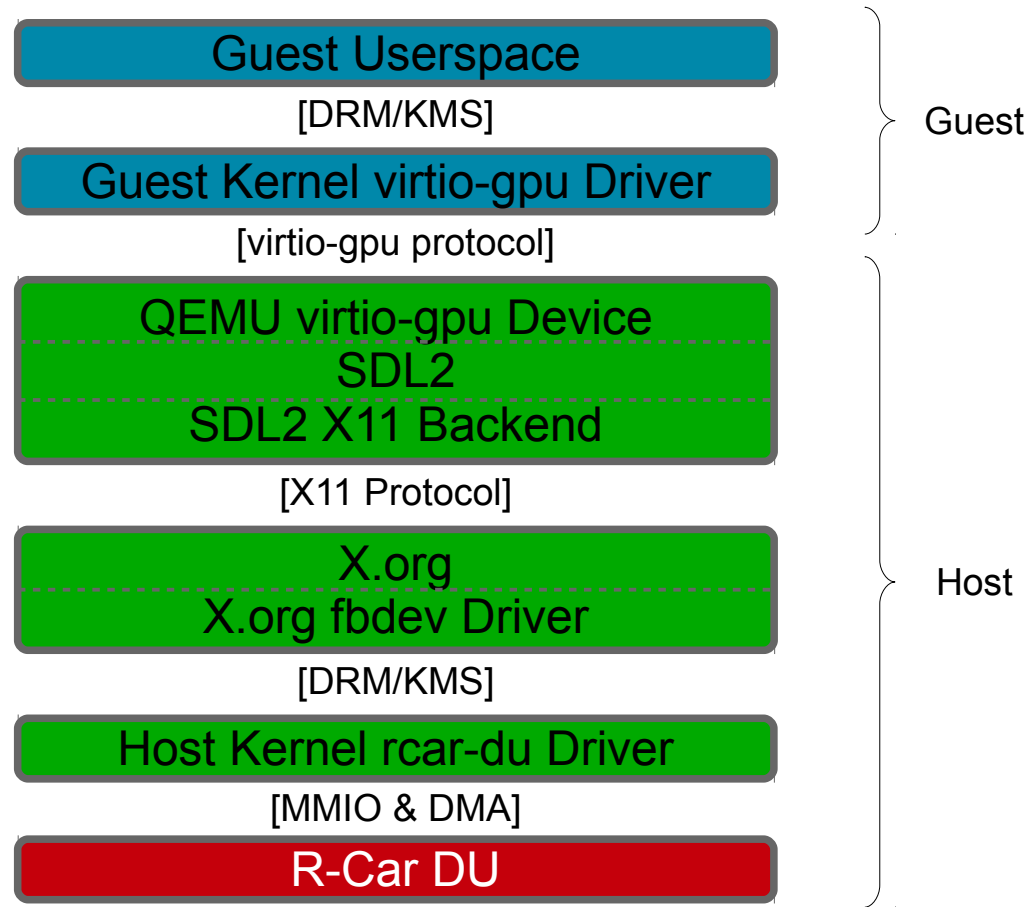 Guest Userspace
[DRM/KMS]
Guest
Guest Kernel virtio-gpu Driver
[virtio-gpu protocol]
QEMU virtio-gpu Device
SDL2
SDL2 X11 Backend
[X11 Protocol]
X.org
Host
X.org fbdev Driver
[DRM/KMS]
Host Kernel rcar-du Driver
[MMIO & DMA]
R-Car DU